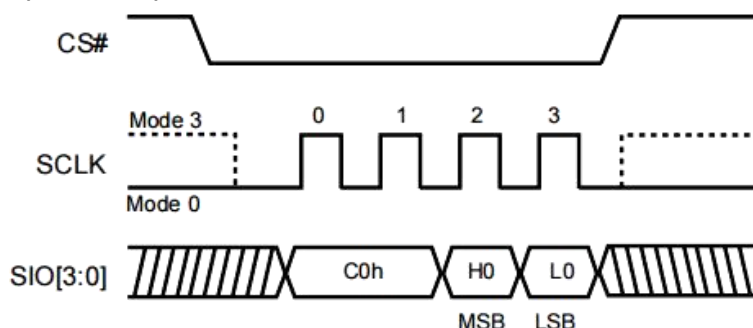 CS#
Mode 3
0 1 2 3
SCLK
Mode 0
SIO[3:0]
C0h H0 L0
MSB LSB